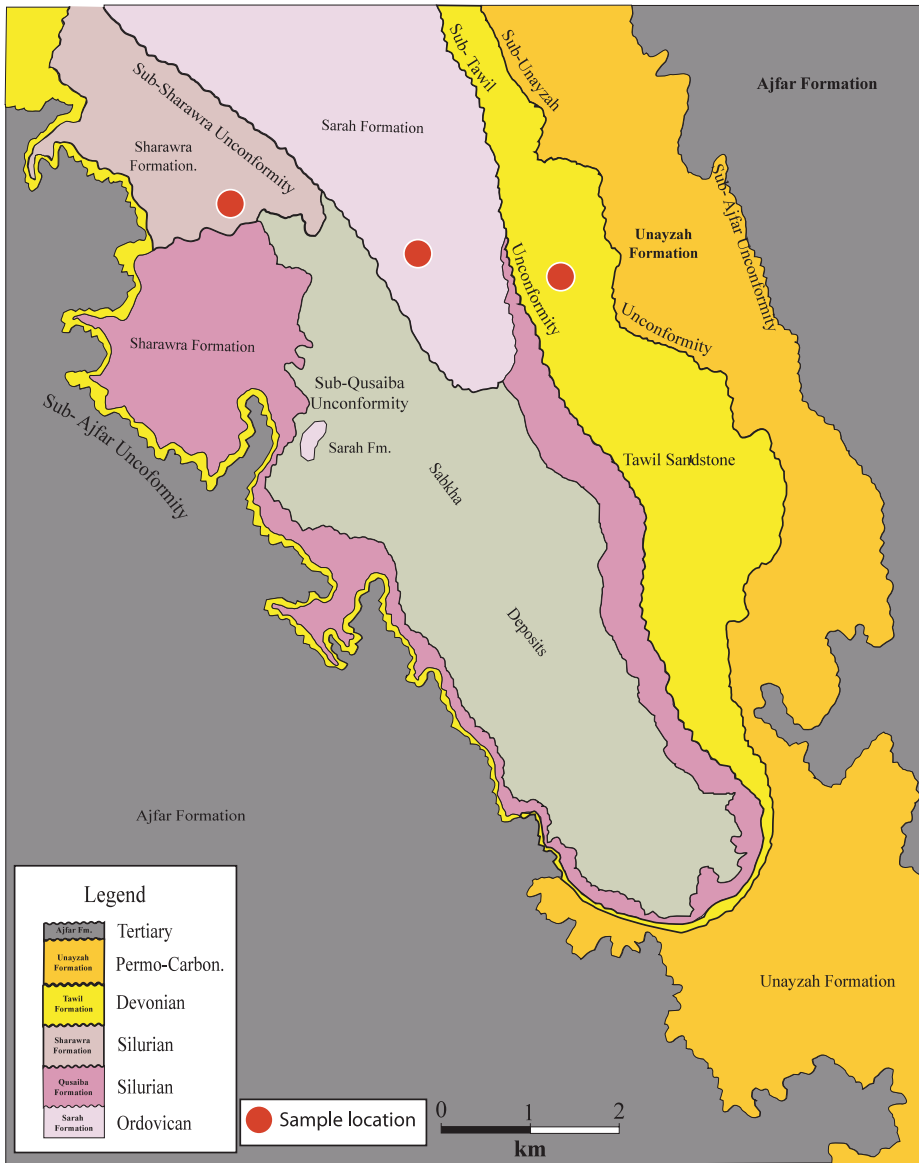 Sub- Tawil
Sub-Unayzah
Ajfar Formation
Sub-Sharawra Unconformity
Sarah Formation
Sharawra
Formation.
Sub- Ajfar Unconformity
Unayzah
Formation
Unconformity
Unconformity
Sharawra Formation
Sub-Qusaiba
Unconformity
Sub- Ajfar Uncoformity
Sarah Fm.
Tawil Sandstone
Sabkha
Deposits
Ajfar Formation
Unayzah Formation
Legend
Ajfar Fm.
Tertiary
Unayzah
Formation
Permo-Carbon.
Tawil
Formation
Devonian
Sharawra
Formation
Silurian
Qusaiba
Formation
Silurian
Sarah
Formation
Ordovican
Sample location
0 1 2
km